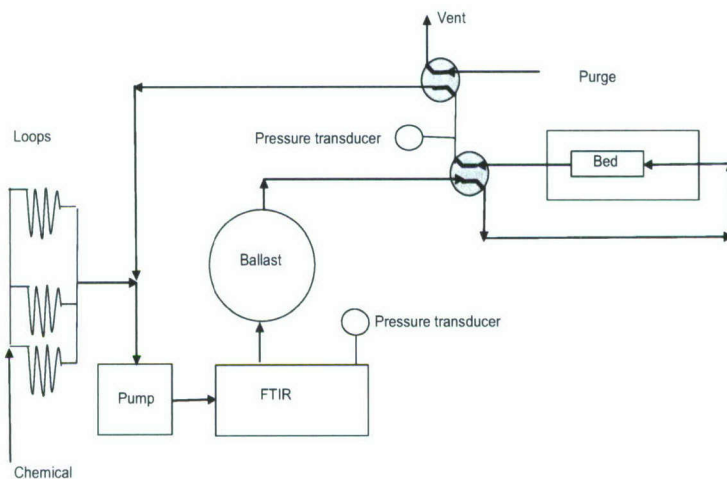 Vent
Purge
Loops
Pressure transducer
Bed
Ballast
Pressure transducer
Pump
FTIR
Chemical